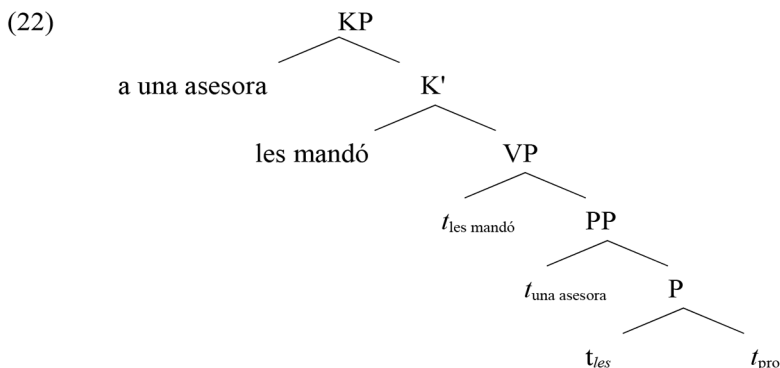 (22) KP
a una asesora K'
les mandó VP
t les mandó PP
t una asesora P
t les t pro